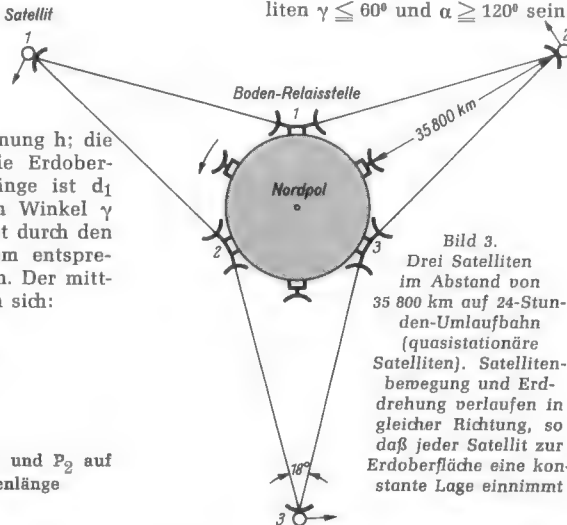 Satellit
1
liten γ ≦ 60° und α ≧ 120° sein
2
Boden-Relaisstelle
1
35 800 km
nung h; die
ie Erdober-
inge ist d₁
n Winkel γ
t durch den
m entspre-
n. Der mitt-
n sich:
Nordpol
2
3
Bild 3.
Drei Satelliten
im Abstand von
35 800 km auf 24-Stun-
den-Umlaufbahn
(quasistationäre
Satelliten). Satelliten-
bewegung und Erd-
drehung verlaufen in
gleicher Richtung, so
daß jeder Satellit zur
Erdoberfläche eine kon-
stante Lage einnimmt
und P₂ auf
enlänge
18°
3